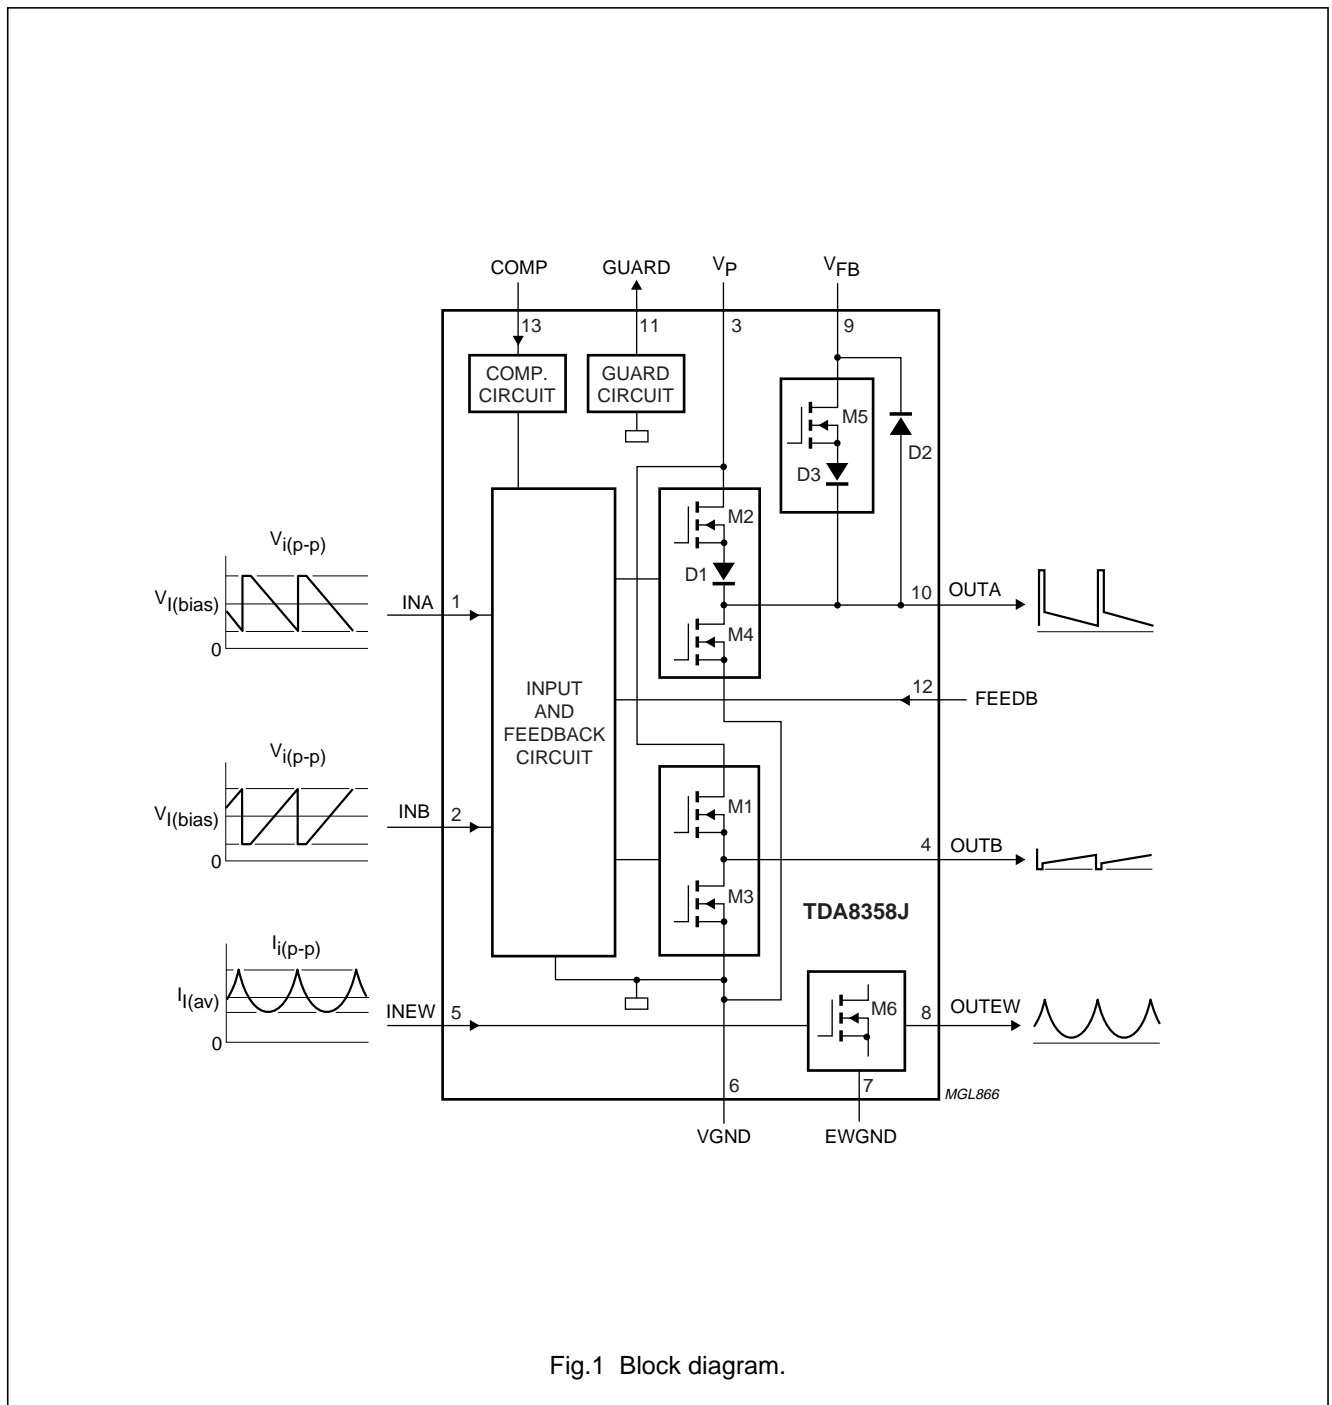 COMP GUARD VP VFB
13 11 3 9
COMP.
CIRCUIT
GUARD
CIRCUIT
M5
D2
D3
M2
Vi(p-p)
D1
VI(bias)
INA 1
10 OUTA
0
M4
INPUT
AND
FEEDBACK
CIRCUIT
12 FEEDB
Vi(p-p)
VI(bias)
INB 2
M1
4 OUTB
0
M3
TDA8358J
Ii(p-p)
II(av)
INEW 5
M6
8 OUTEW
0
6 7
MGL866
VGND EWGND
Fig.1 Block diagram.